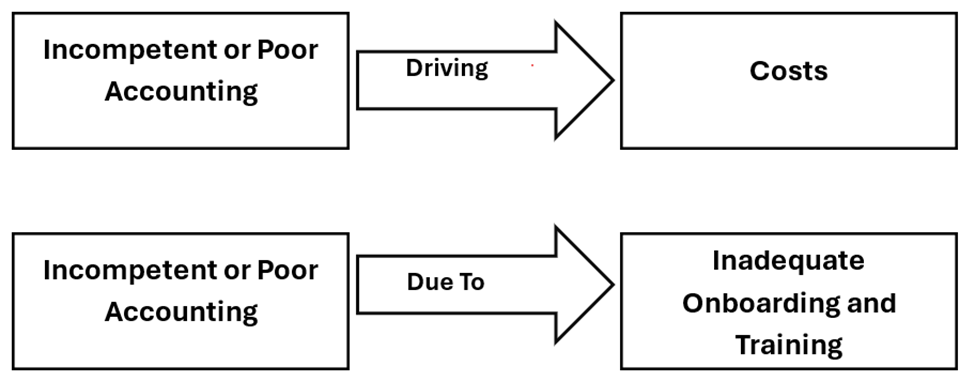 Incompetent or Poor
Accounting
Driving
Costs
Incompetent or Poor
Accounting
Due To
Inadequate
Onboarding and
Training